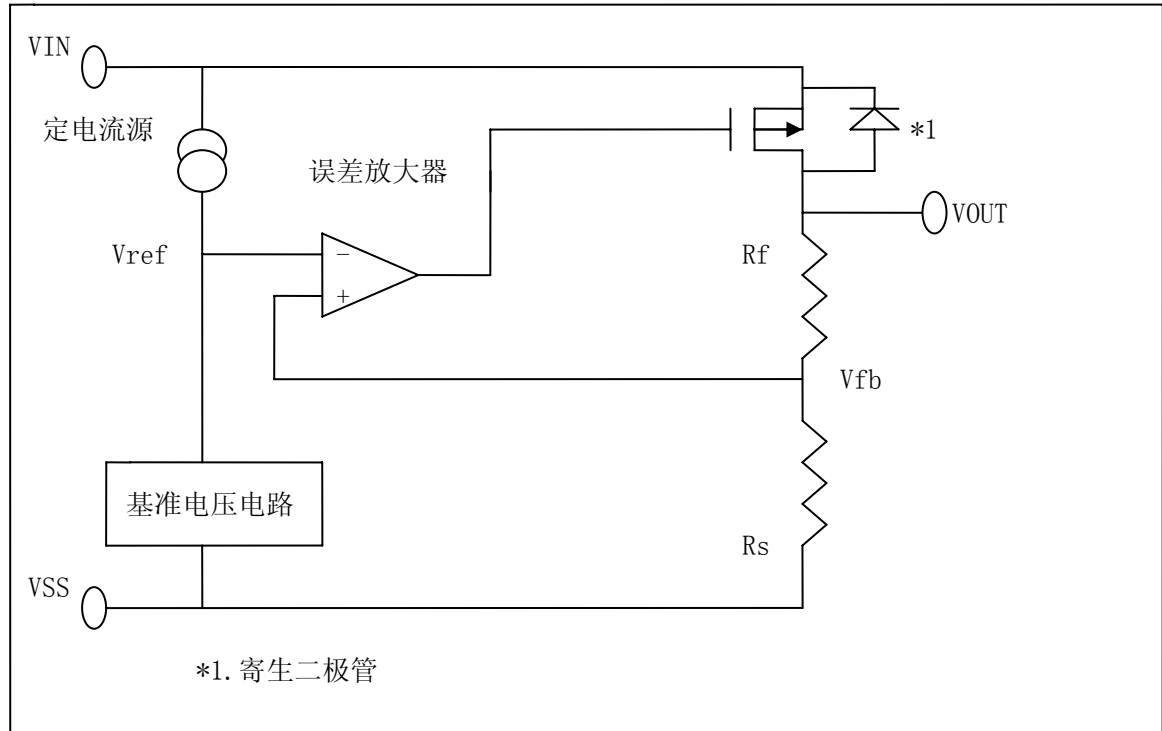 VIN
定电流源
*1
误差放大器
VOUT
Vref
−
Rf
+
Vfb
基准电压电路
Rs
VSS
*1.寄生二极管